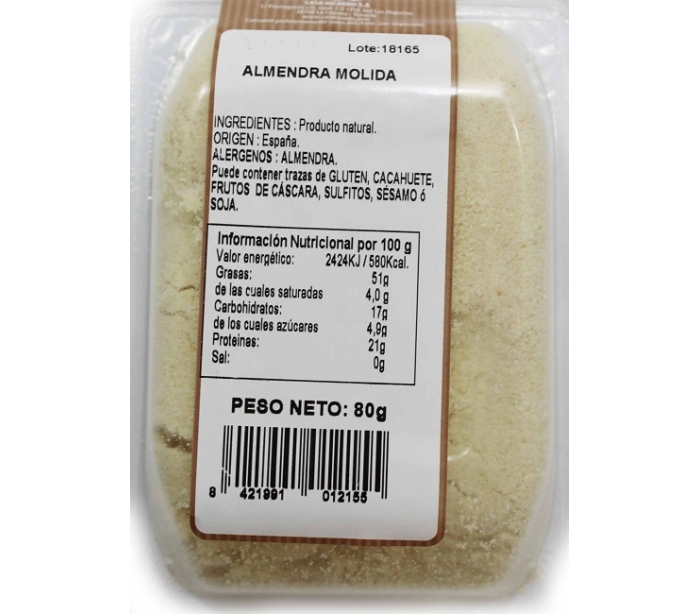 Lote:18165
ALMENDRA MOLIDA
INGREDIENTES : Producto natural.
ORIGEN : España.
ALERGENOS : ALMENDRA.
Puede contener trazas de GLUTEN, CACAHUETE,
FRUTOS DE CÁSCARA, SULFITOS, SÉSAMO ó
SOJA.
Información Nutricional por 100 g
Valor energético: 2424KJ / 580Kcal.
Grasas: 51g
de las cuales saturadas 4,0 g
Carbohidratos: 17g
de los cuales azúcares 4,9g
Proteinas: 21g
Sal: 0g
PESO NETO: 80g
8 421991 012155